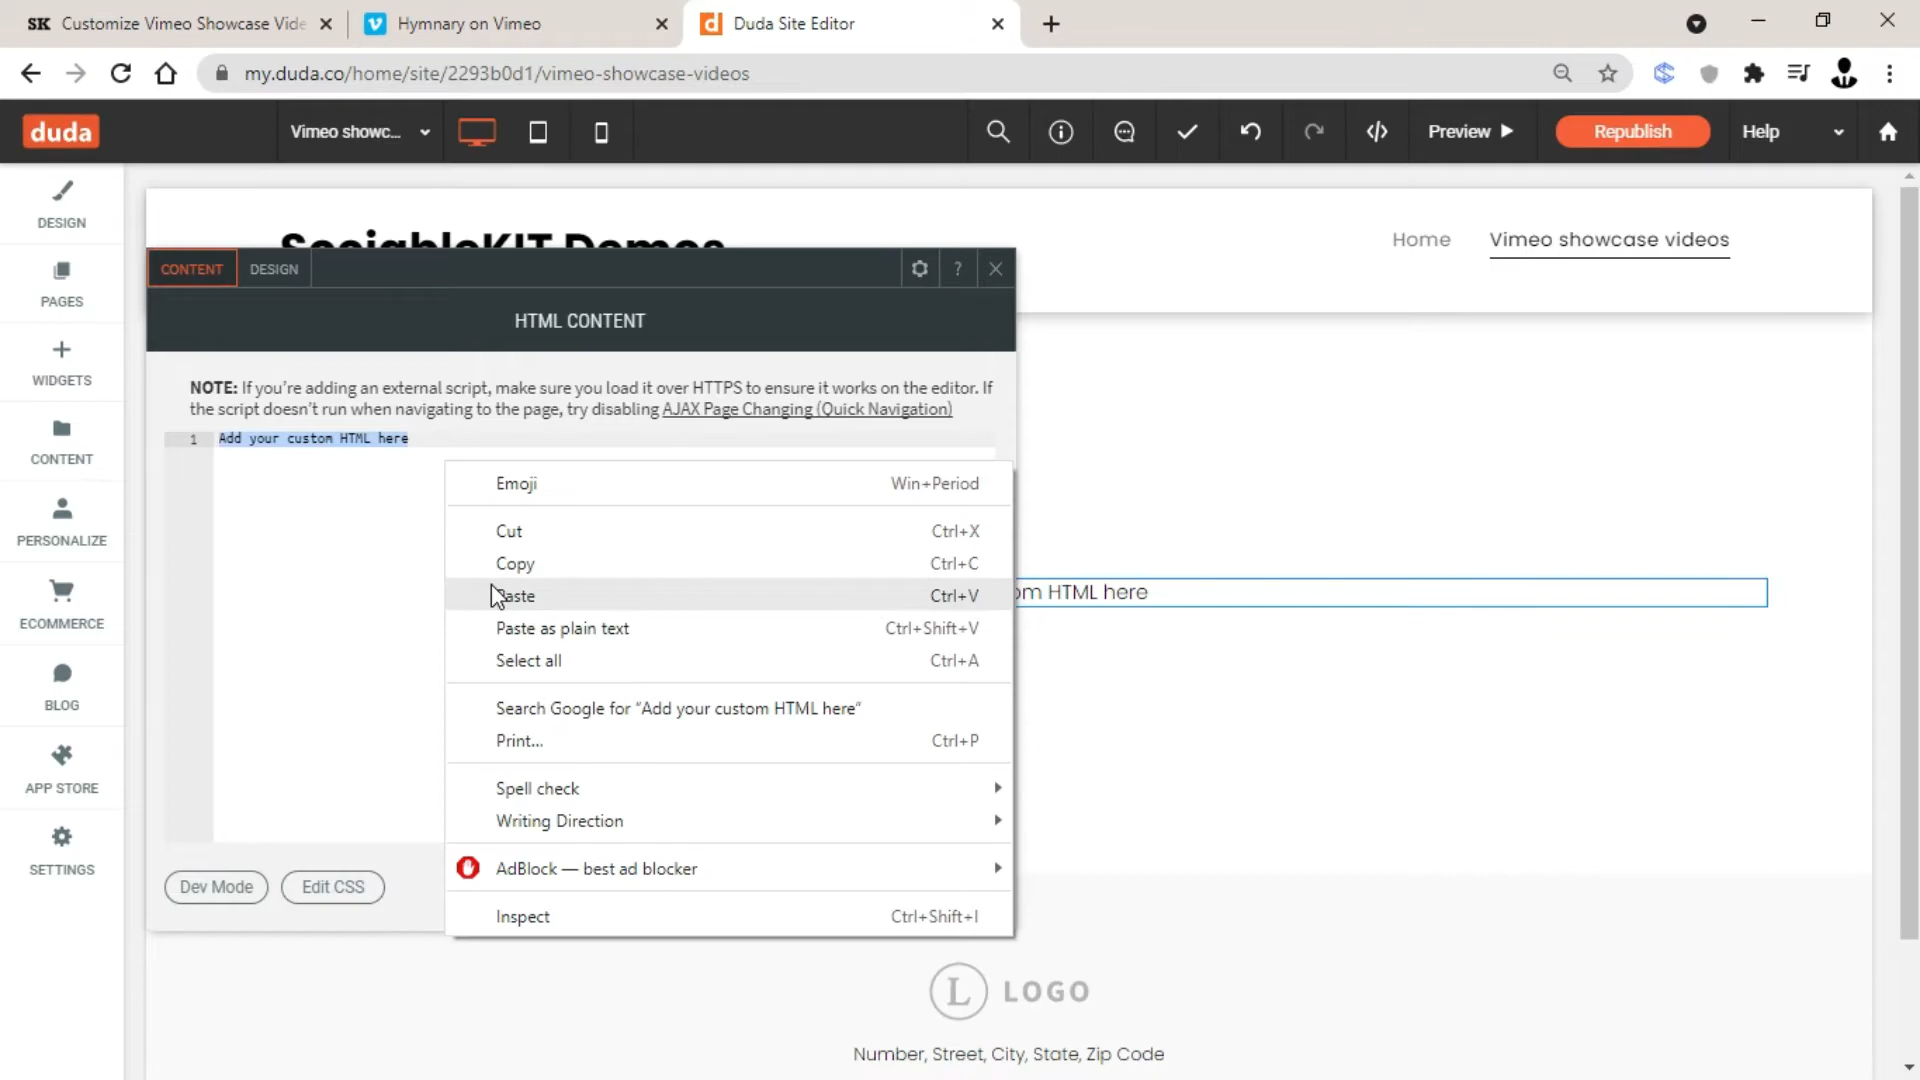 SK Customize Vimeo Showcase Vide
Hymnary on Vimeo
Duda Site Editor
my.duda.co/home/site/2293b0d1/vimeo-showcase-videos
duda
Vimeo showc...
Preview
Republish
Help
DESIGN
PAGES
WIDGETS
CONTENT
PERSONALIZE
ECOMMERCE
BLOG
APP STORE
SETTINGS
SociableKIT Demos
Home
Vimeo showcase videos
CONTENT
DESIGN
?
HTML CONTENT
NOTE: If you're adding an external script, make sure you load it over HTTPS to ensure it works on the editor. If
the script doesn't run when navigating to the page, try disabling AJAX Page Changing (Quick Navigation)
1 Add your custom HTML here
Emoji Win+Period
Cut Ctrl+X
Copy Ctrl+C
Paste Ctrl+V
Paste as plain text Ctrl+Shift+V
Select all Ctrl+A
Search Google for “Add your custom HTML here”
Print... Ctrl+P
Spell check
Writing Direction
AdBlock — best ad blocker
Inspect Ctrl+Shift+I
om HTML here
Dev Mode
Edit CSS
L LOGO
Number, Street, City, State, Zip Code